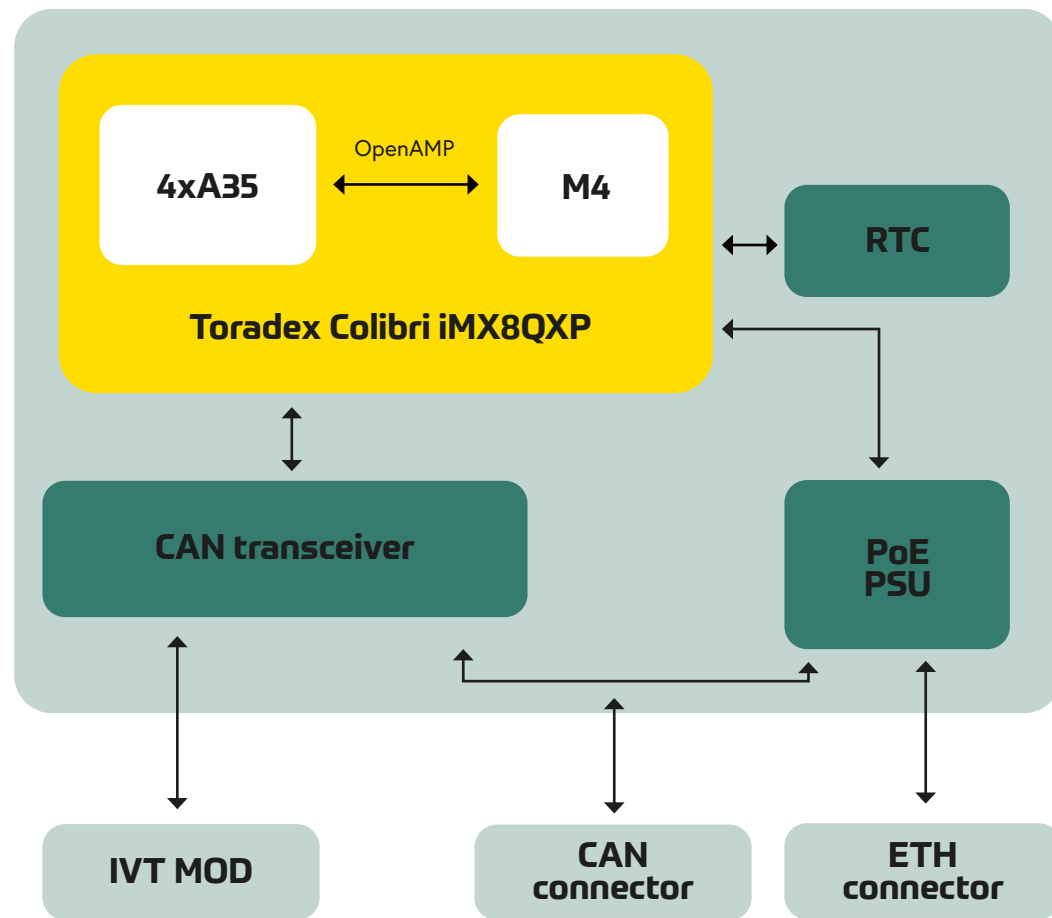 OpenAMP
4xA35
M4
RTC
Toradex Colibri iMX8QXP
CAN transceiver
PoE
PSU
IVT MOD
CAN
connector
ETH
connector